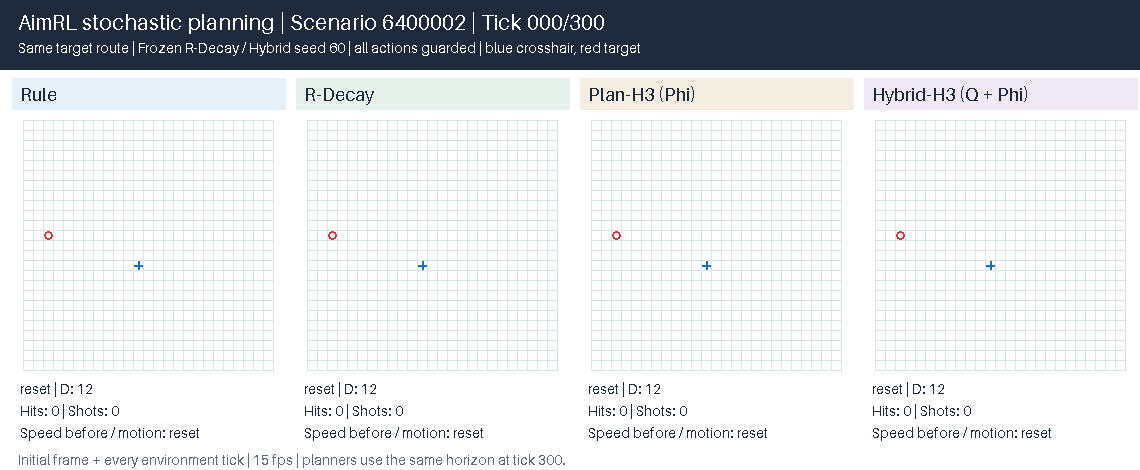 AimRL stochastic planning | Scenario 6400002 | Tick 000/300
Same target route | Frozen R-Decay / Hybrid seed 60 | all actions guarded | blue crosshair, red target
Rule
R-Decay
Plan-H3 (Phi)
Hybrid-H3 (Q + Phi)
reset | D: 12
Hits: 0 | Shots: 0
Speed before / motion: reset
reset | D: 12
Hits: 0 | Shots: 0
Speed before / motion: reset
reset | D: 12
Hits: 0 | Shots: 0
Speed before / motion: reset
reset | D: 12
Hits: 0 | Shots: 0
Speed before / motion: reset
Initial frame + every environment tick | 15 fps | planners use the same horizon at tick 300.